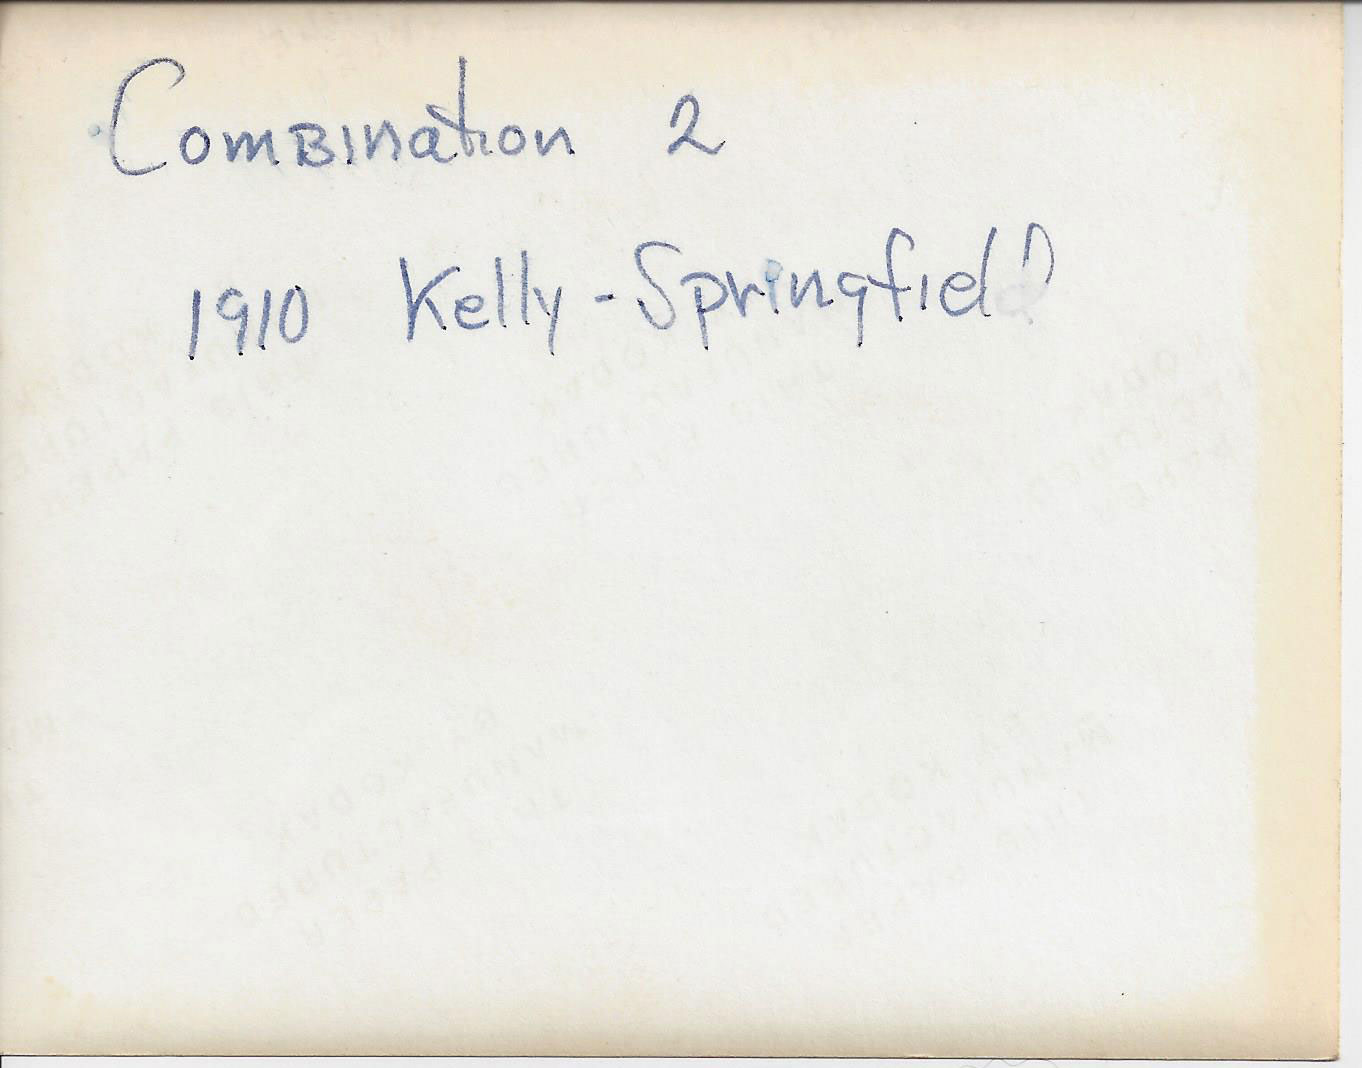 Combination 2
1910 Kelly-Springfield